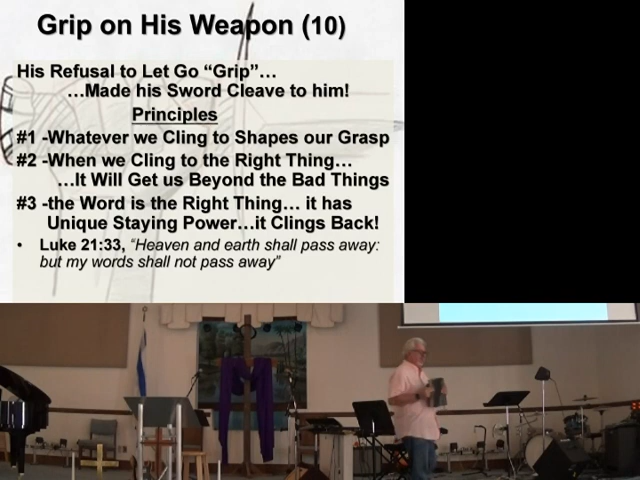 Grip on His Weapon (10)
His Refusal to Let Go “Grip”…
…Made his Sword Cleave to him!
Principles
#1 -Whatever we Cling to Shapes our Grasp
#2 -When we Cling to the Right Thing…
…It Will Get us Beyond the Bad Things
#3 -the Word is the Right Thing… it has
Unique Staying Power…it Clings Back!
• Luke 21:33, “Heaven and earth shall pass away:
but my words shall not pass away”